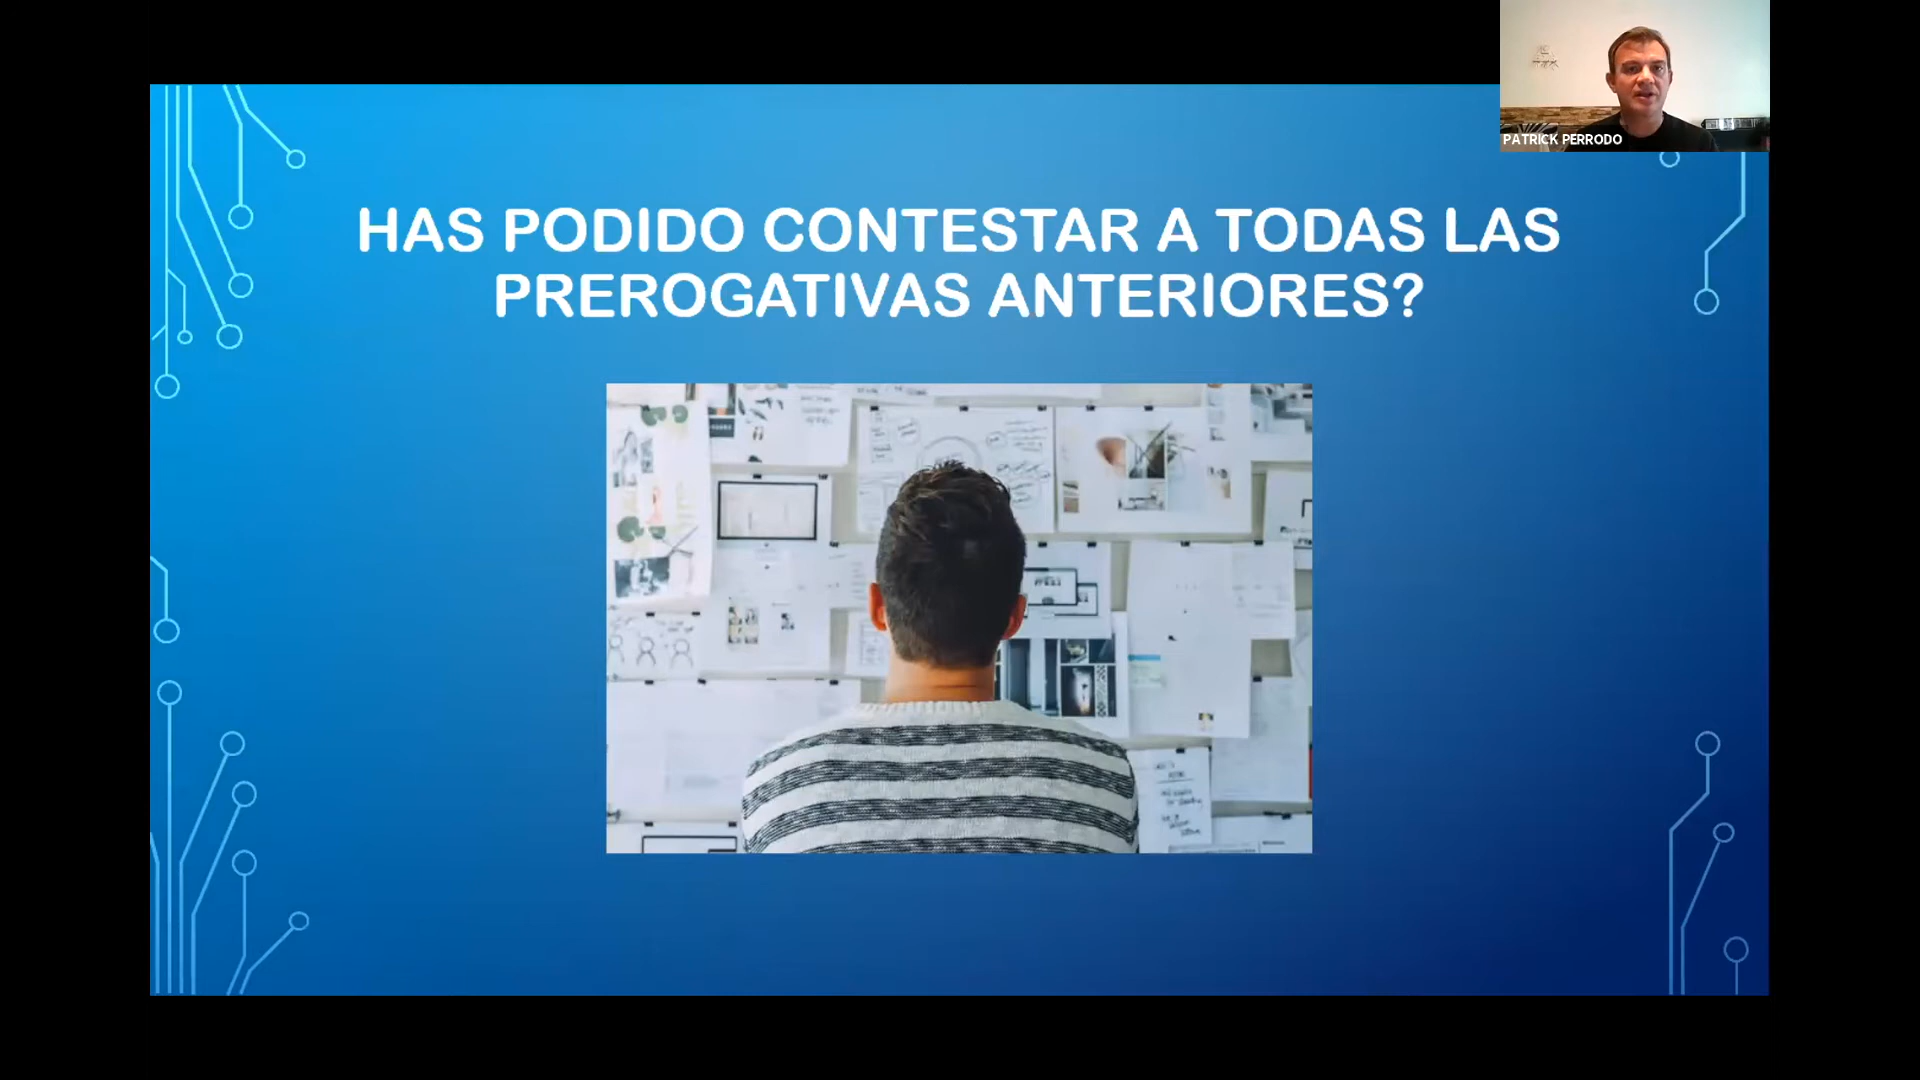 PATRICK PERRODO
HAS PODIDO CONTESTAR A TODAS LAS
PREROGATIVAS ANTERIORES?